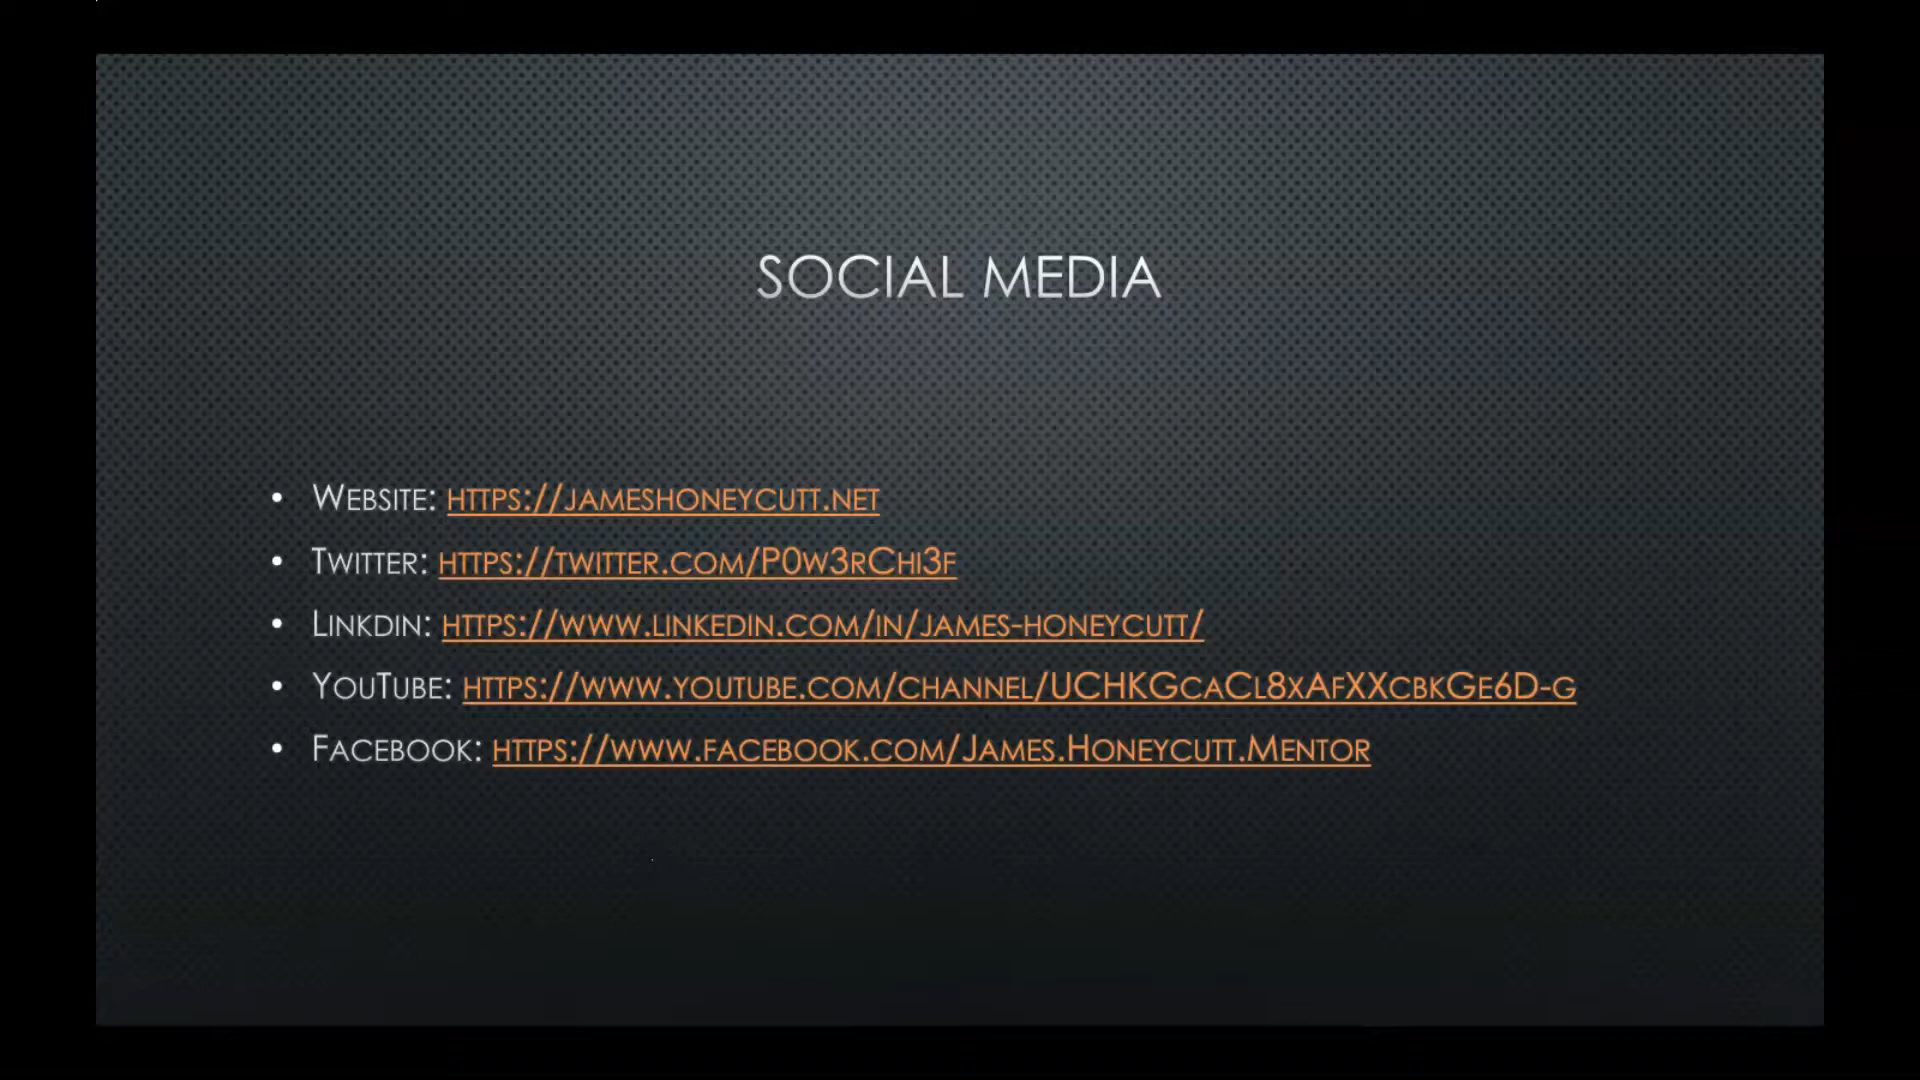 SOCIAL MEDIA
• Website: https://jameshoneycutt.net
• Twitter: https://twitter.com/P0w3rChi3f
• Linkdin: https://www.linkedin.com/in/james-honeycutt/
• YouTube: https://www.youtube.com/channel/UCHKGcaCl8xAfXXcbkGe6D-g
• Facebook: https://www.facebook.com/James.Honeycutt.Mentor